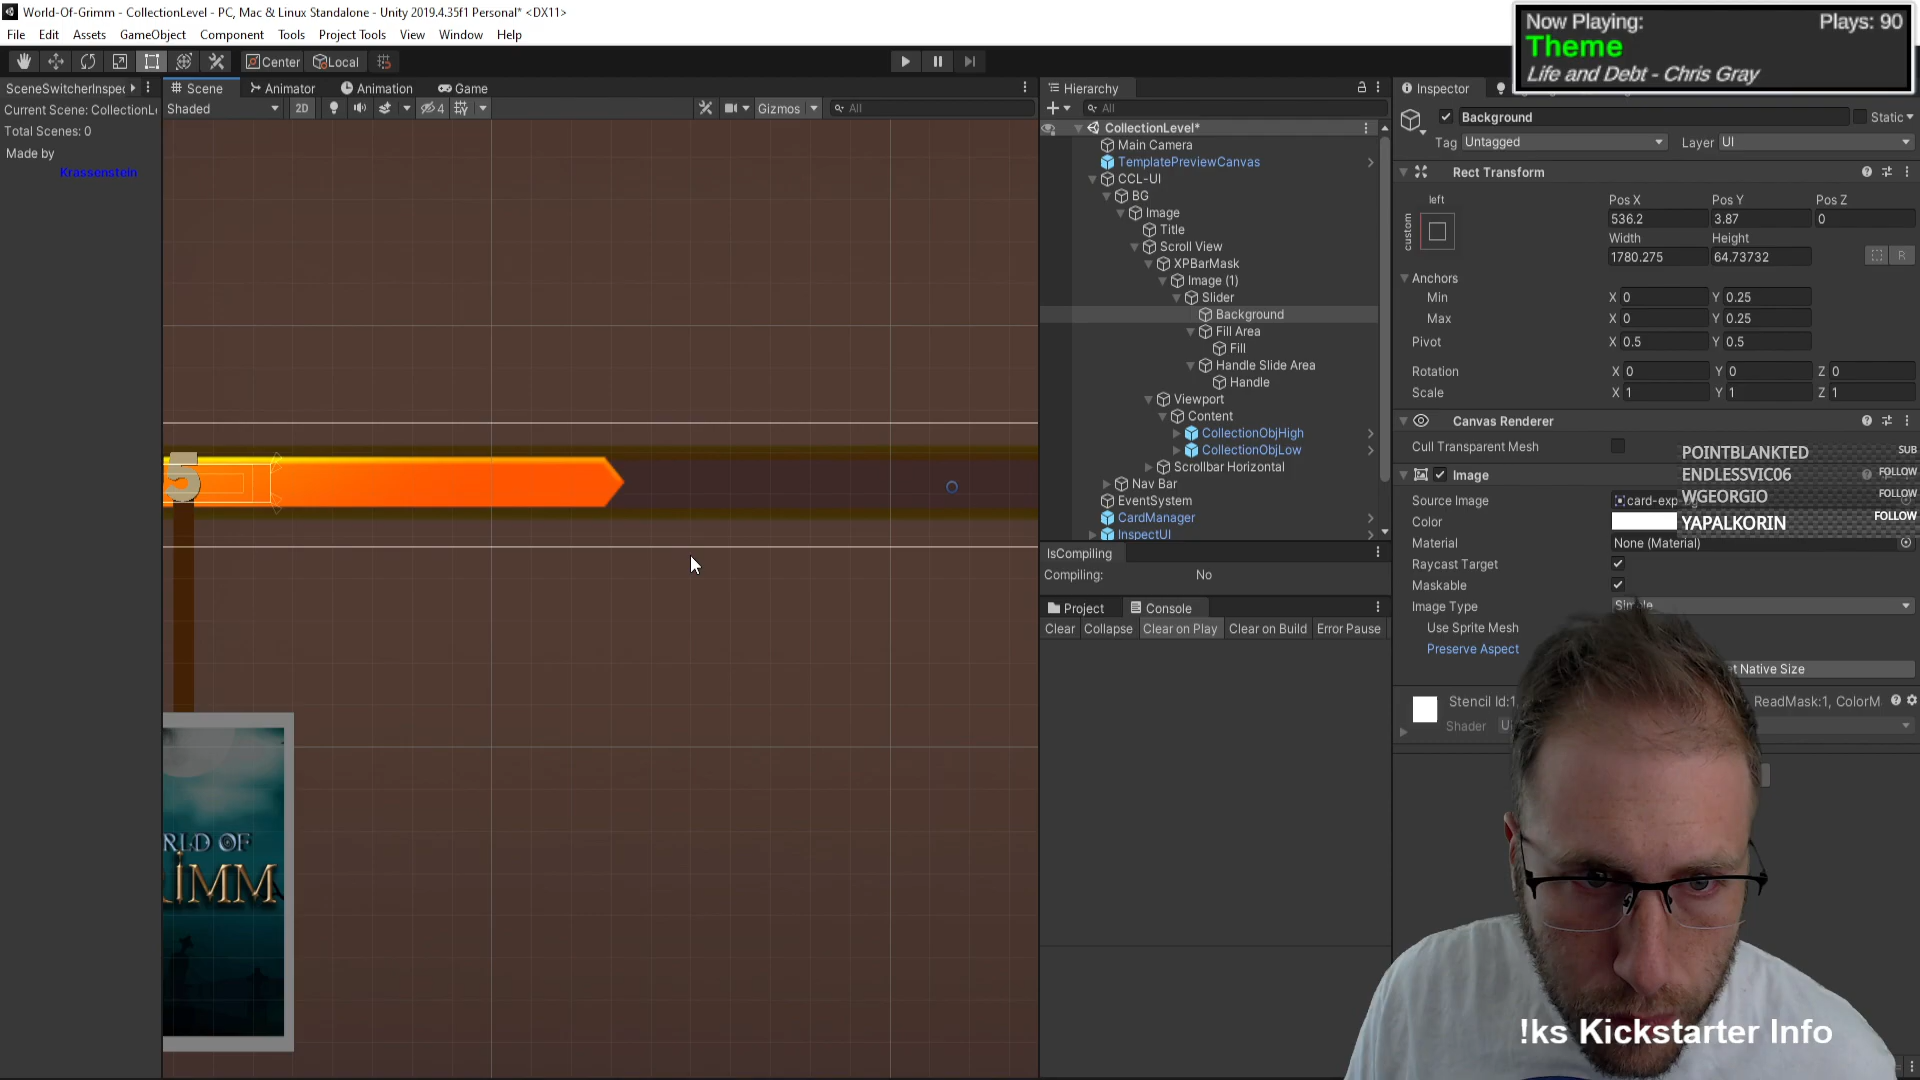 World-Of-Grimm - CollectionLevel - PC, Mac & Linux Standalone - Unity 2019.4.35f1 Personal* <DX11>
File Edit Assets GameObject Component Tools Project Tools View Window Help
Now Playing: Plays: 90
Theme
Life and Debt - Chris Gray
Center Local
SceneSwitcherInspec
Scene Animator Animation Game
Current Scene: CollectionL
Total Scenes: 0
Made by
Krassenstein
Shaded 2D 4 Gizmos All
Hierarchy
All
CollectionLevel*
Main Camera
TemplatePreviewCanvas
CCL-UI
BG
Image
Title
Scroll View
XPBarMask
Image (1)
Slider
Background
Fill Area
Fill
Handle Slide Area
Handle
Viewport
Content
CollectionObjHigh
CollectionObjLow
Scrollbar Horizontal
Nav Bar
EventSystem
CardManager
InspectUI
IsCompiling
Compiling: No
Project Console
Clear Collapse Clear on Play Clear on Build Error Pause
Inspector
Background Static
Tag Untagged Layer UI
Rect Transform
left
custom
Pos X Pos Y Pos Z
536.2 3.87 0
Width Height
1780.275 64.73732
R
Anchors
Min X 0 Y 0.25
Max X 0 Y 0.25
Pivot X 0.5 Y 0.5
Rotation X 0 Y 0 Z 0
Scale X 1 Y 1 Z 1
Canvas Renderer
Cull Transparent Mesh
Image
Source Image card-exp
Color
Material None (Material)
Raycast Target
Maskable
Image Type Simple
Use Sprite Mesh
Preserve Aspect
t Native Size
Stencil Id:1, ReadMask:1, ColorM
Shader U
POINTBLANKTED SUB
ENDLESSVIC06 FOLLOW
WGEORGIO FOLLOW
YAPALKORIN FOLLOW
5
RLD OF
RIMM
!ks Kickstarter Info